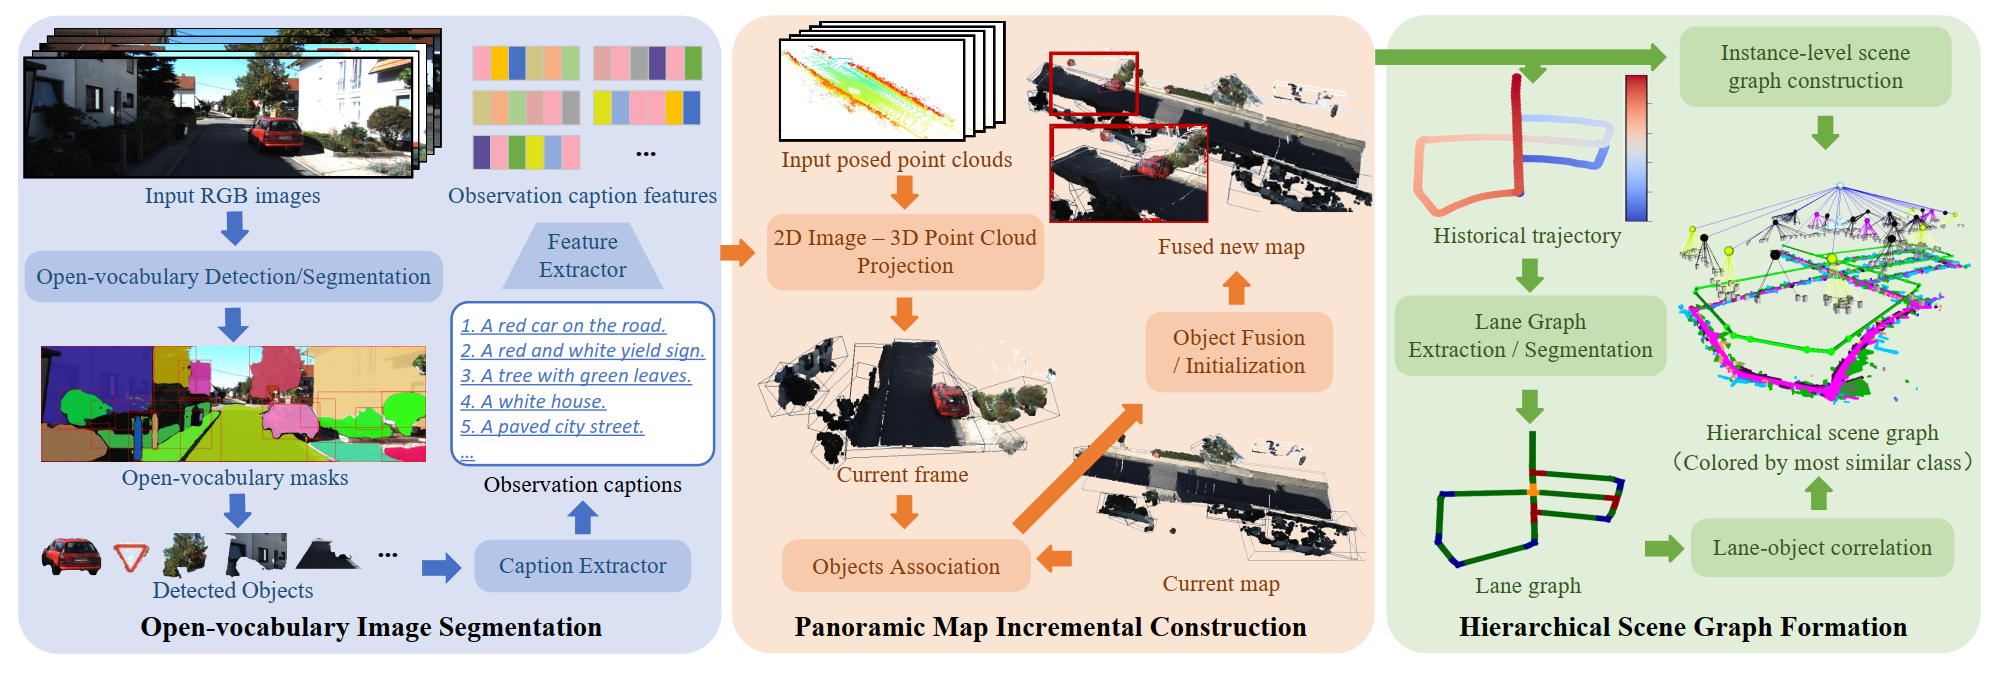 Input RGB images
Open-vocabulary Detection/Segmentation
Open-vocabulary masks
Detected Objects
...
Caption Extractor
1. A red car on the road.
2. A red and white yield sign.
3. A tree with green leaves.
4. A white house.
5. A paved city street.
...
Observation captions
Feature
Extractor
...
Observation caption features
Open-vocabulary Image Segmentation
Input posed point clouds
2D Image – 3D Point Cloud
Projection
Current frame
Objects Association
Current map
Object Fusion
/ Initialization
Fused new map
Panoramic Map Incremental Construction
Historical trajectory
Lane Graph
Extraction / Segmentation
Lane graph
Lane-object correlation
Instance-level scene
graph construction
Hierarchical scene graph
（Colored by most similar class）
Hierarchical Scene Graph Formation